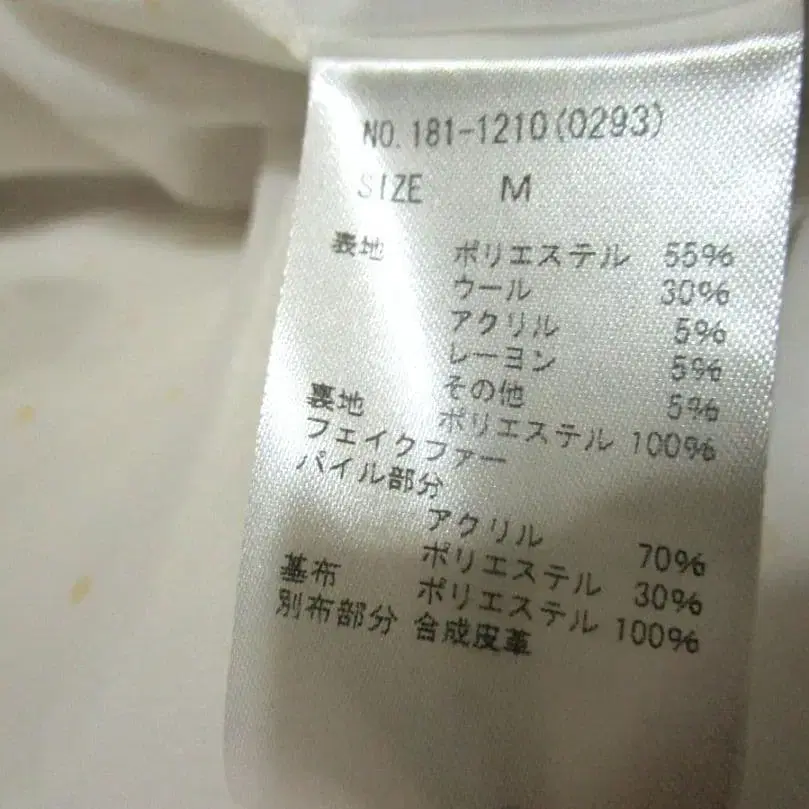 NO.181-1210(0293)
SIZE M
表地 ポリエステル 55%
ウール 30%
アクリル 5%
レーヨン 5%
その他 5%
裏地 ポリエステル 100%
フェイクファー
パイル部分
アクリル 70%
ポリエステル 30%
基布 ポリエステル 100%
別布部分 合成皮革